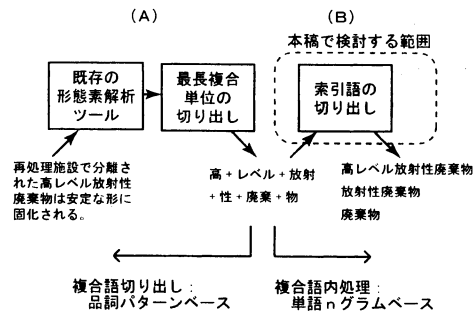 (A)
(B)
本稿で検討する範囲
既存の
形態素解析
ツール
最長複合
単位の
切り出し
索引語の
切り出し
再処理施設で分離さ
れた高レベル放射性
廃棄物は安定な形に
固化される。
高+レベル+放射
+性+廃棄+物
高レベル放射性廃棄物
放射性廃棄物
廃棄物
複合語切り出し:
品詞パターンベース
複合語内処理:
単語nグラムベース